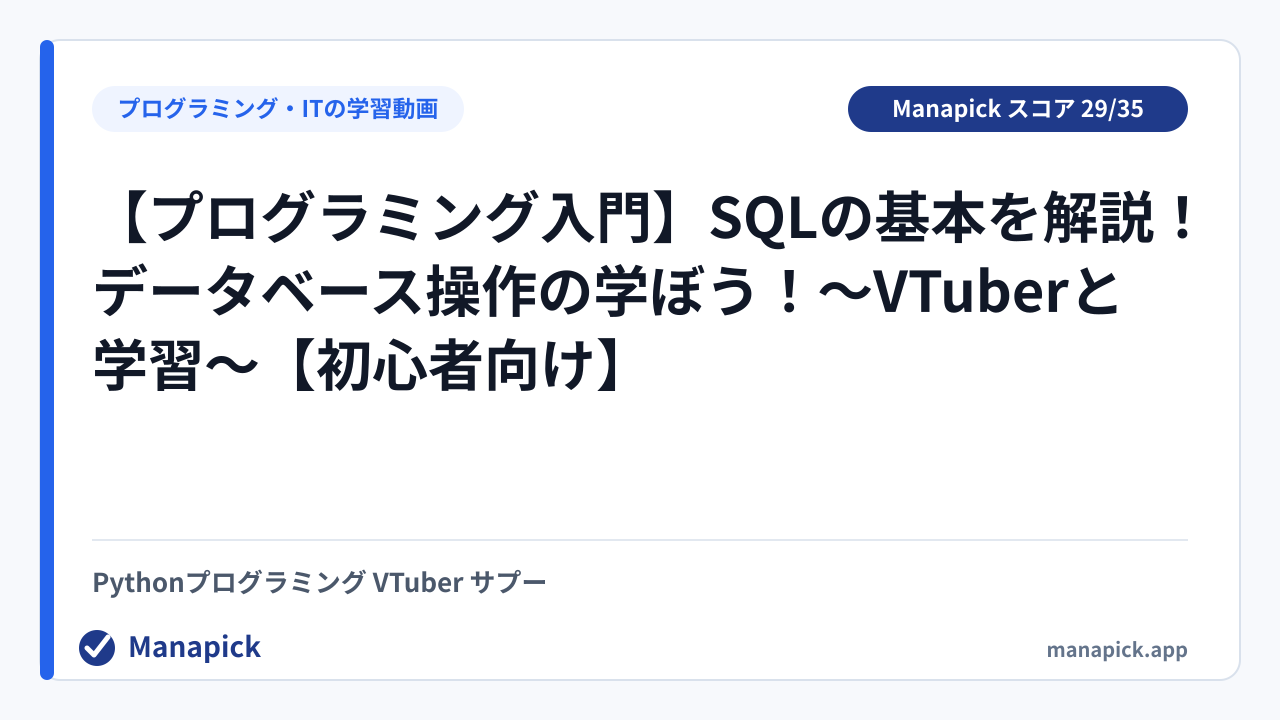 プログラミング・ITの学習動画
Manapick スコア 29/35
【プログラミング入門】SQLの基本を解説！
データベース操作の学ぼう！〜VTuberと
学習〜【初心者向け】
Pythonプログラミング VTuber サプー
Manapick
manapick.app